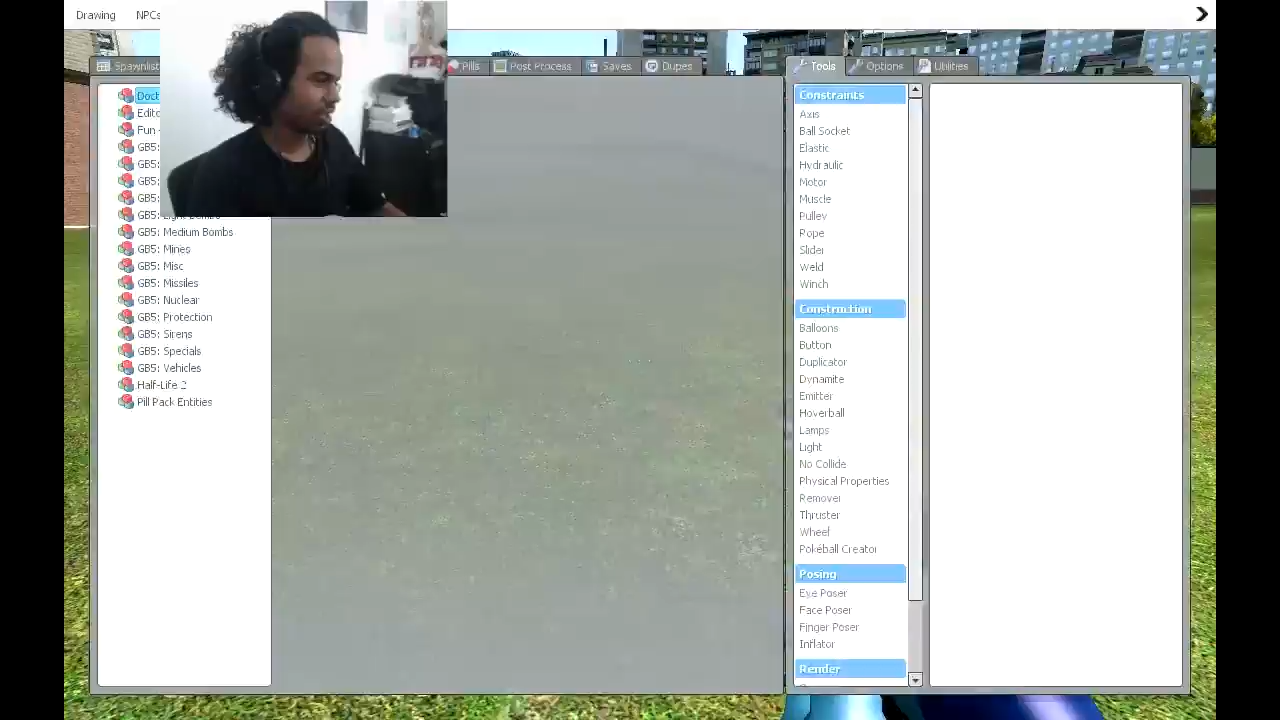 Drawing NPCs
Spawnlist
Pills
Post Process
Saves
Dupes
Tools
Options
Utilities
Fun
GB5:
GB5:
GB5:
GB5:
GB5:
GB5: Medium Bombs
GB5: Mines
GB5: Misc
GB5: Missiles
GB5: Nuclear
GB5: Protection
GB5: Sirens
GB5: Specials
GB5: Vehicles
Half-Life 2
Pill Pack Entities
Constraints
Axis
Ball Socket
Elastic
Hydraulic
Motor
Muscle
Pulley
Rope
Slider
Weld
Winch
Construction
Balloons
Button
Duplicator
Dynamite
Emitter
Hoverball
Lamps
Light
No Collide
Physical Properties
Remover
Thruster
Wheel
Pokéball Creator
Posing
Eye Poser
Face Poser
Finger Poser
Inflator
Render